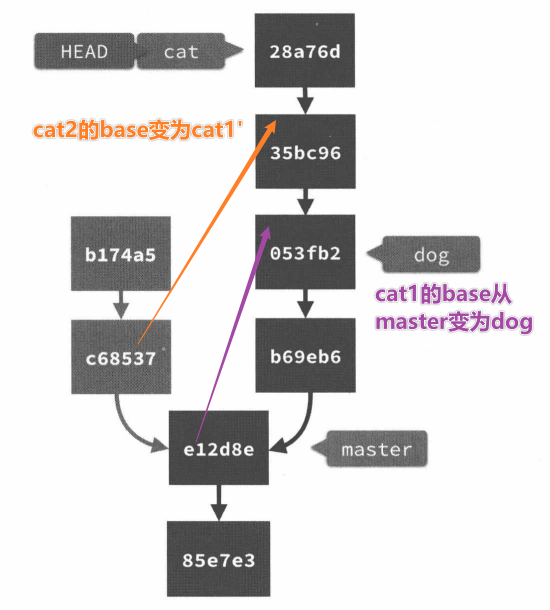 HEAD cat 28a76d
cat2的base变为cat1'
35bc96
b174a5 053fb2 dog
cat1的base从
master变为dog
c68537 b69eb6
e12d8e master
85e7e3